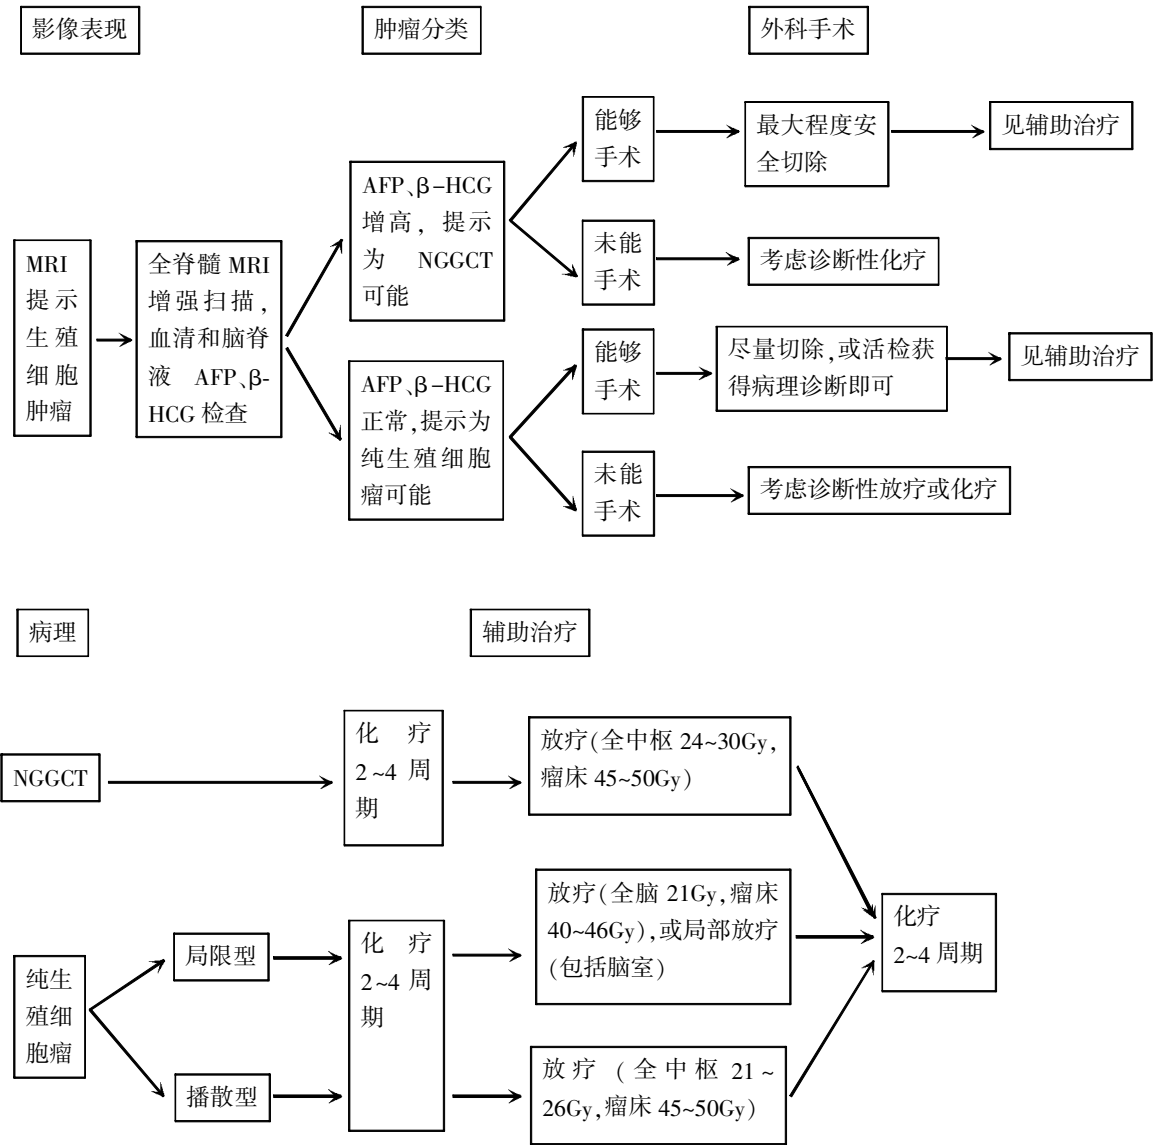 影像表现
肿瘤分类
外科手术
MRI
提示
生殖
细胞
肿瘤
全脊髓 MRI
增强扫描，
血清和脑脊
液 AFP、β-
HCG 检查
AFP、β-HCG
增高，提示
为 NGGCT
可能
能够
手术
最大程度安
全切除
见辅助治疗
未能
手术
考虑诊断性化疗
AFP、β-HCG
正常，提示为
纯生殖细胞
瘤可能
能够
手术
尽量切除，或活检获
得病理诊断即可
见辅助治疗
未能
手术
考虑诊断性放疗或化疗
病理
辅助治疗
NGGCT
化疗
2~4 周
期
放疗(全中枢 24~30Gy，
瘤床 45~50Gy)
纯生
殖细
胞瘤
局限型
播散型
化疗
2~4 周
期
放疗(全脑 21Gy，瘤床
40~46Gy)，或局部放疗
(包括脑室)
放疗(全中枢 21~
26Gy，瘤床 45~50Gy)
化疗
2~4 周期